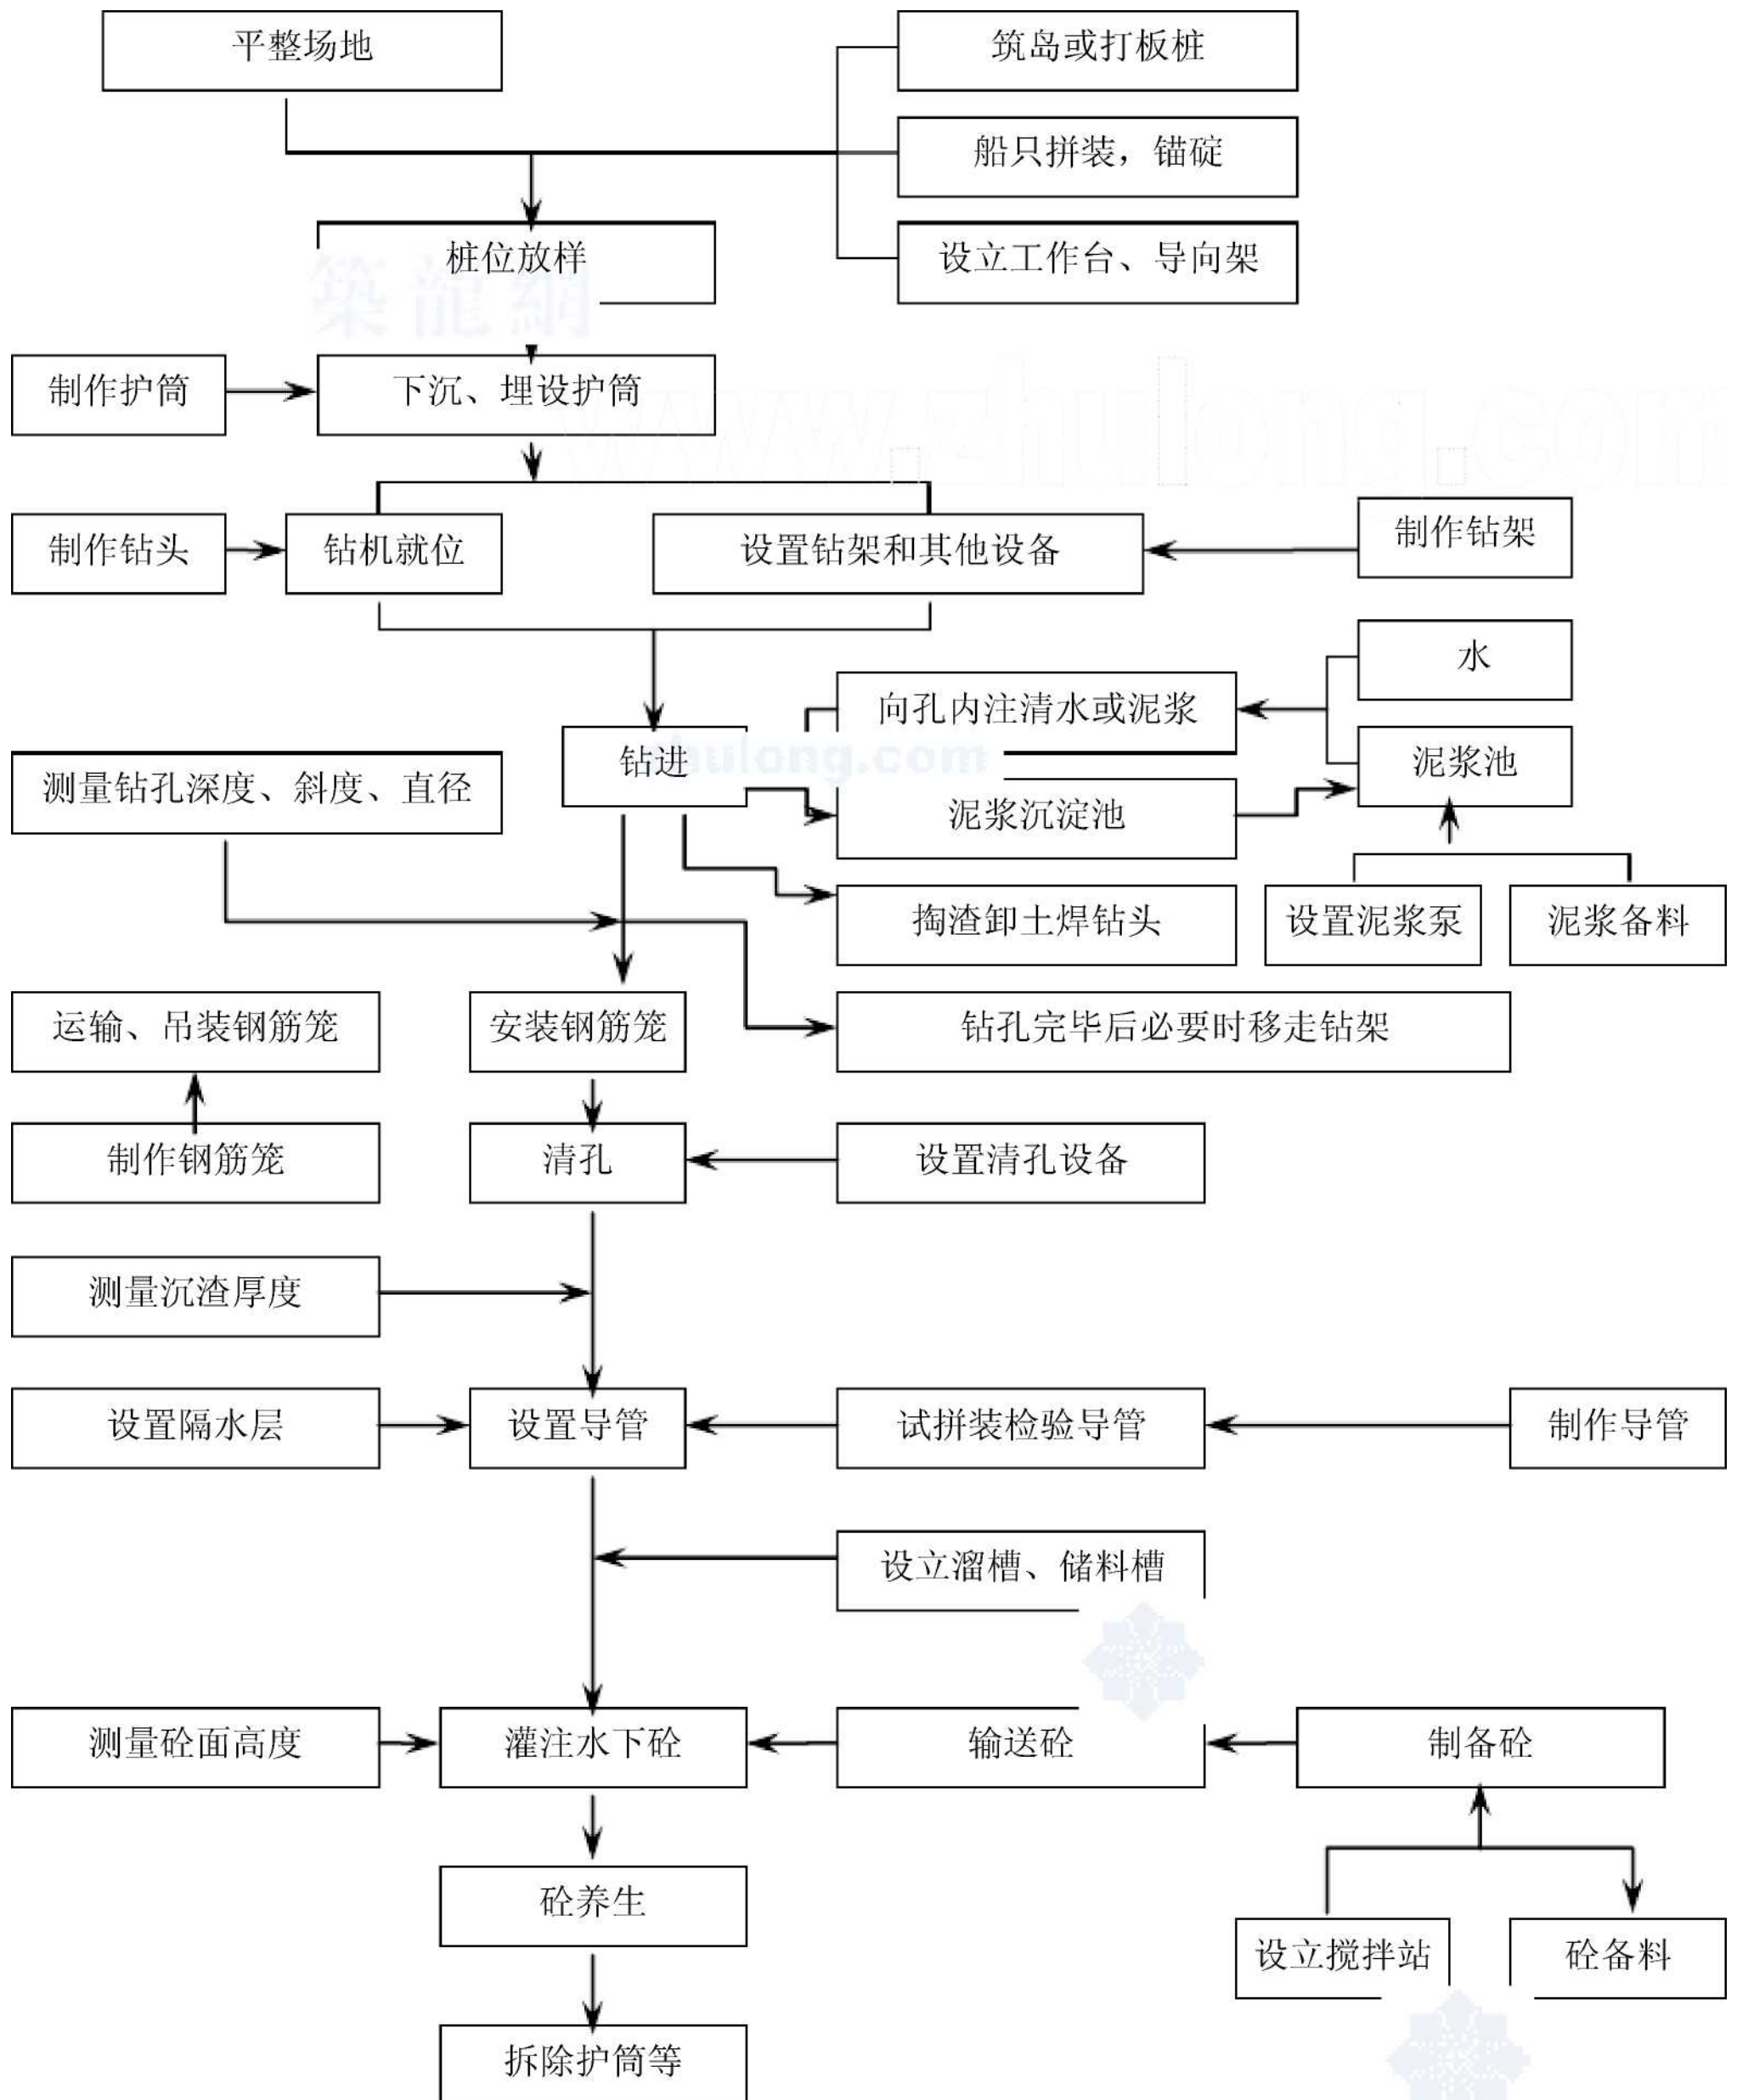 平整场地
筑岛或打板桩
船只拼装，锚碇
桩位放样
设立工作台、导向架
築龍網
制作护筒
下沉、埋设护筒
www.zhulong.com
制作钻头
钻机就位
设置钻架和其他设备
制作钻架
水
向孔内注清水或泥浆
钻进
zhulong.com
泥浆池
测量钻孔深度、斜度、直径
泥浆沉淀池
掏渣卸土焊钻头
设置泥浆泵
泥浆备料
运输、吊装钢筋笼
安装钢筋笼
钻孔完毕后必要时移走钻架
制作钢筋笼
清孔
设置清孔设备
测量沉渣厚度
设置隔水层
设置导管
试拼装检验导管
制作导管
设立溜槽、储料槽
测量砼面高度
灌注水下砼
输送砼
制备砼
砼养生
设立搅拌站
砼备料
拆除护筒等